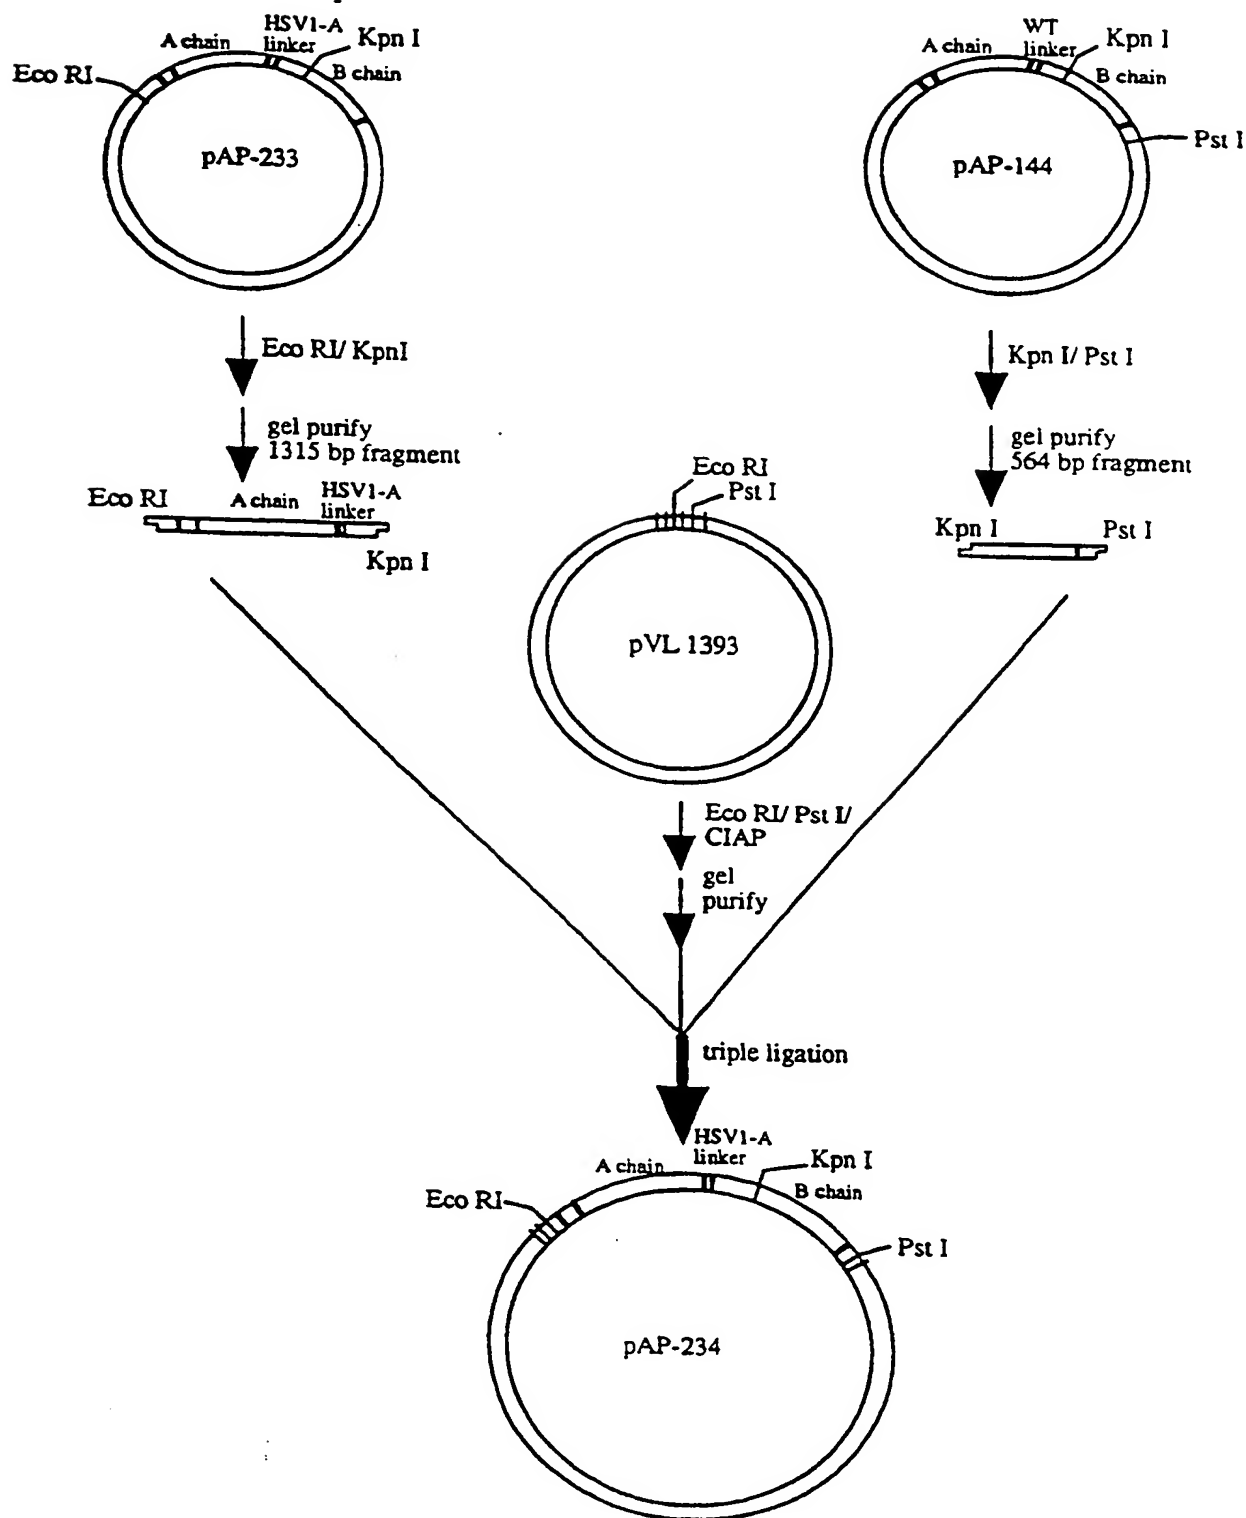 HSV1-A
linker
A chain
Kpn I
Eco RI
B chain
pAP-233
WT
linker
A chain
Kpn I
B chain
Pst I
pAP-144
Eco RI/ KpnI
gel purify
1315 bp fragment
Eco RI
A chain
HSV1-A
linker
Kpn I
Kpn I/ Pst I
gel purify
564 bp fragment
Kpn I
Pst I
Eco RI
Pst I
pVL 1393
Eco RI/ Pst I/
CIAP
gel
purify
triple ligation
HSV1-A
linker
A chain
Kpn I
B chain
Eco RI
Pst I
pAP-234